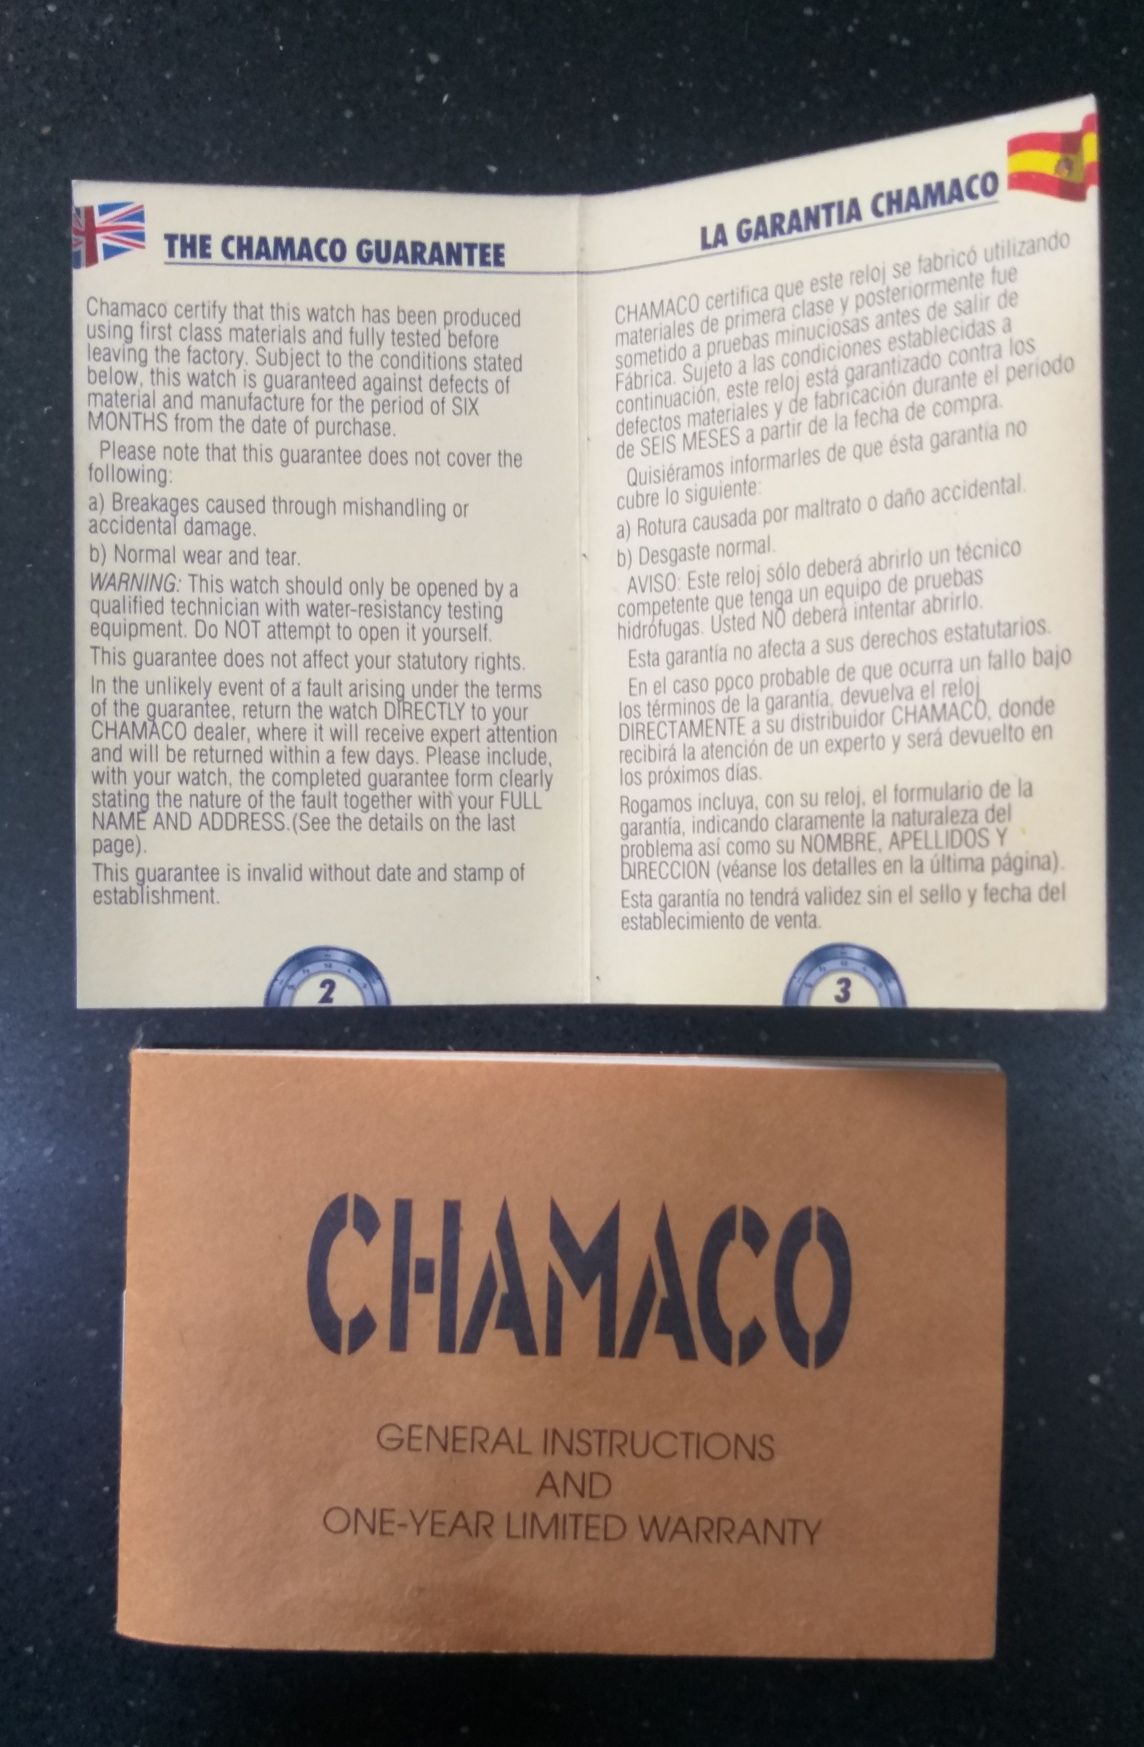 THE CHAMACO GUARANTEE
Chamaco certify that this watch has been produced
using first class materials and fully tested before
leaving the factory. Subject to the conditions stated
below, this watch is guaranteed against defects of
material and manufacture for the period of SIX
MONTHS from the date of purchase.
Please note that this guarantee does not cover the
following:
a) Breakages caused through mishandling or
accidental damage.
b) Normal wear and tear.
WARNING: This watch should only be opened by a
qualified technician with water-resistancy testing
equipment. Do NOT attempt to open it yourself.
This guarantee does not affect your statutory rights.
In the unlikely event of a fault arising under the terms
of the guarantee, return the watch DIRECTLY to your
CHAMACO dealer, where it will receive expert attention
and will be returned within a few days. Please include,
with your watch, the completed guarantee form clearly
stating the nature of the fault together with your FULL
NAME AND ADDRESS.(See the details on the last
page).
This guarantee is invalid without date and stamp of
establishment.
2
LA GARANTIA CHAMACO
CHAMACO certifica que este reloj se fabricó utilizando
materiales de primera clase y posteriormente fue
sometido a pruebas minuciosas antes de salir de
Fábrica. Sujeto a las condiciones establecidas a
continuación, este reloj está garantizado contra los
defectos materiales y de fabricación durante el período
de SEIS MESES a partir de la fecha de compra.
Quisiéramos informarles de que ésta garantía no
cubre lo siguiente:
a) Rotura causada por maltrato o daño accidental.
b) Desgaste normal.
AVISO: Este reloj sólo deberá abrirlo un técnico
competente que tenga un equipo de pruebas
hidrófugas. Usted NO deberá intentar abrirlo.
Esta garantía no afecta a sus derechos estatutarios.
En el caso ppco probable de que ocurra un fallo bajo
los términos de la garantía, devuelva el reloj
DIRECTAMENTE a su distribuidor CHAMACO, donde
recibirá la atención de un experto y será devuelto en
los próximos días.
Rogamos incluya, con su reloj, el formulario de la
garantía, indicando claramente la naturaleza del
problema así como su NOMBRE, APELLIDOS Y
DIRECCION (véanse los detalles en la última página).
Esta garantía no tendrá validez sin el sello y fecha del
establecimiento de venta.
3
CHAMACO
GENERAL INSTRUCTIONS
AND
ONE-YEAR LIMITED WARRANTY